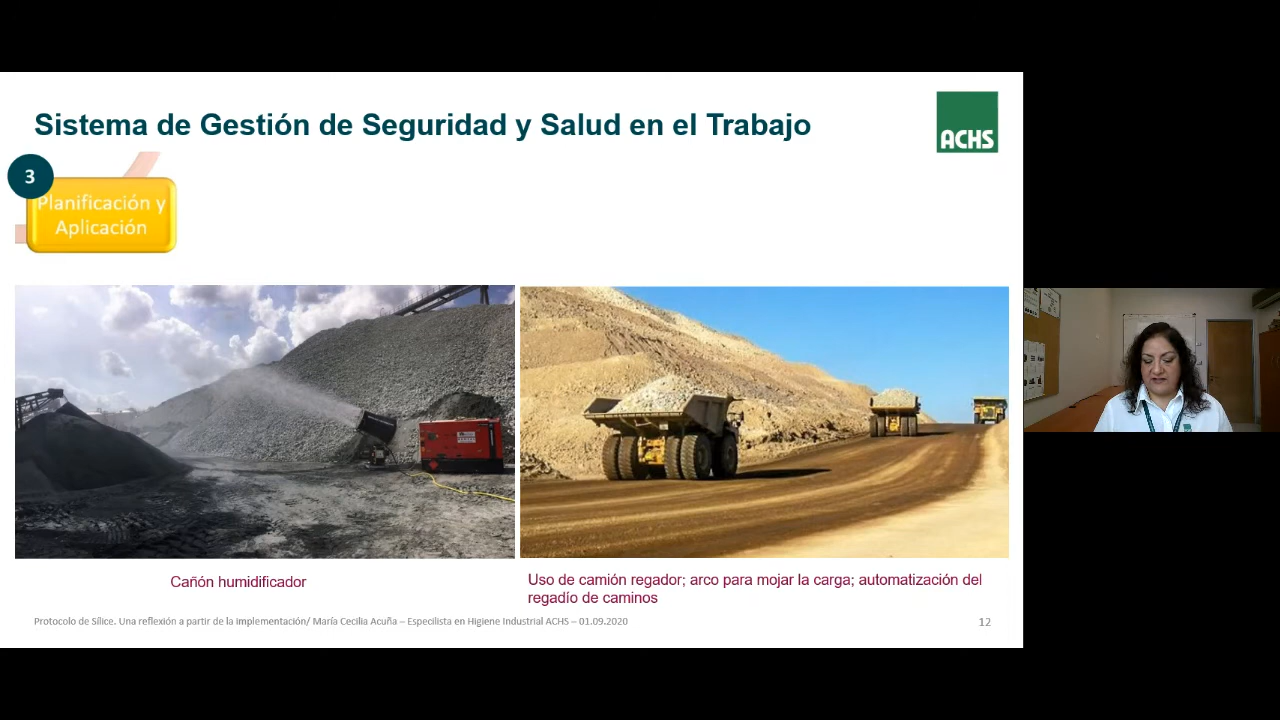 Sistema de Gestión de Seguridad y Salud en el Trabajo
ACHS
3
Planificación y
Aplicación
Cañón humidificador
Uso de camión regador; arco para mojar la carga; automatización del
regadío de caminos
Protocolo de Sílice. Una reflexión a partir de la implementación/ María Cecilia Acuña – Especilista en Higiene Industrial ACHS – 01.09.2020
12